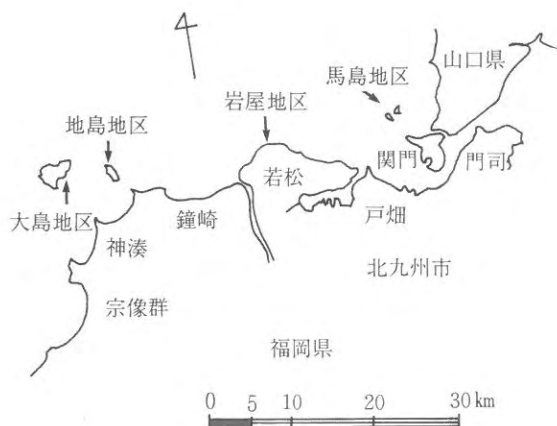 山口県
馬島地区
岩屋地区
地島地区
関門
門司
若松
大島地区
鐘崎
戸畑
神湊
北九州市
宗像群
福岡県
0 5 10 20 30 km